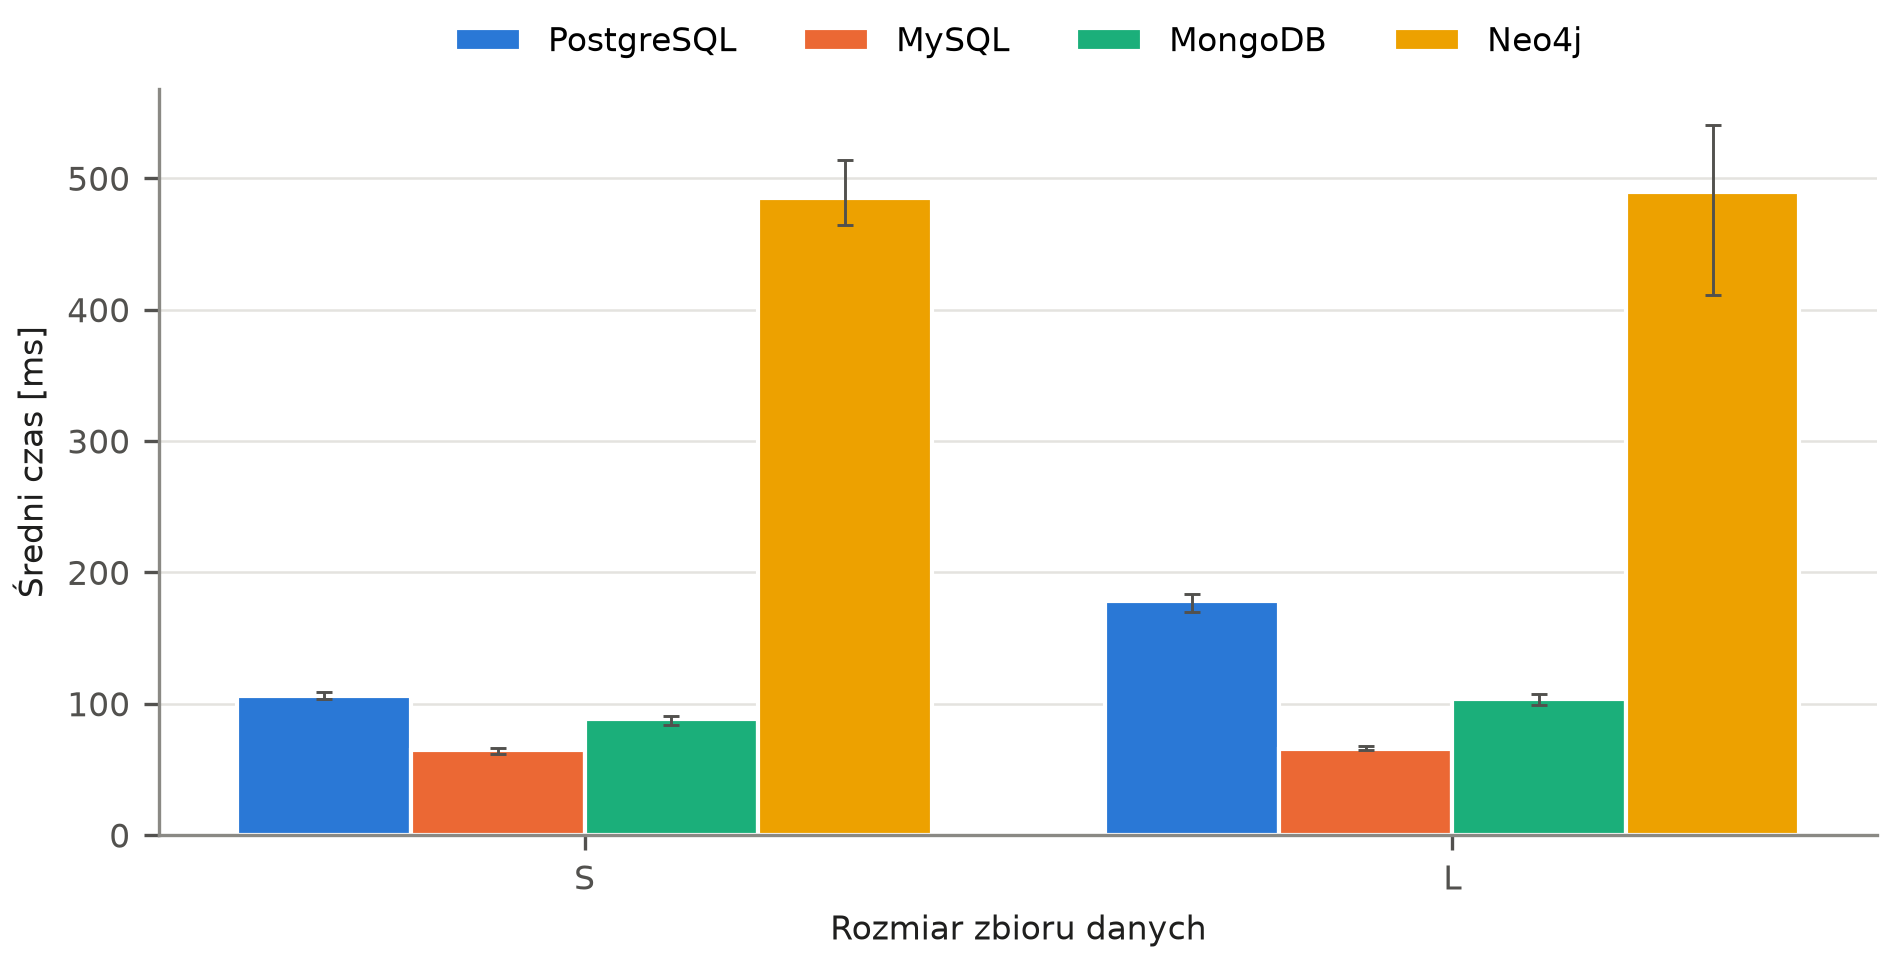 PostgreSQL MySQL MongoDB Neo4j
Średni czas [ms]
500
400
300
200
100
0
S L
Rozmiar zbioru danych